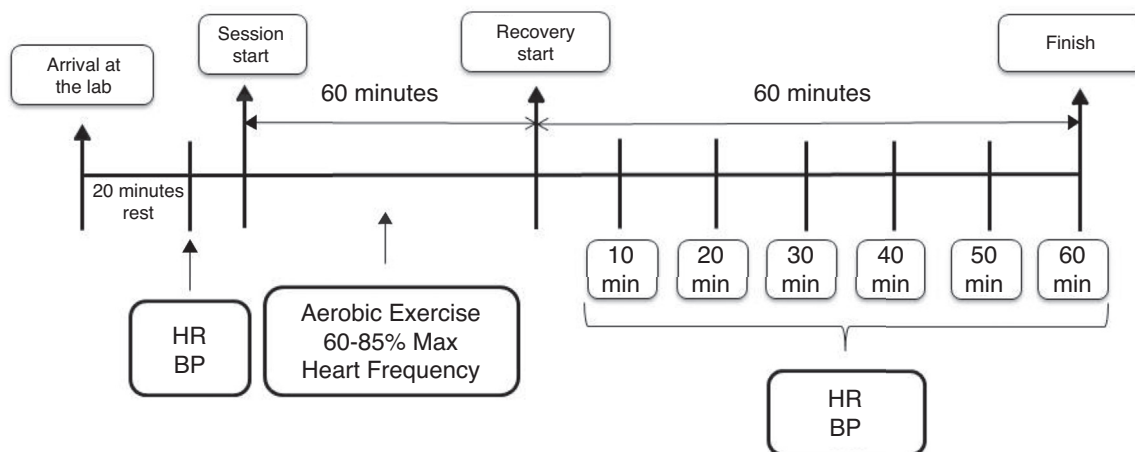 Arrival at
the lab
Session
start
Recovery
start
Finish
60 minutes
60 minutes
20 minutes
rest
10
min
20
min
30
min
40
min
50
min
60
min
HR
BP
Aerobic Exercise
60-85% Max
Heart Frequency
HR
BP